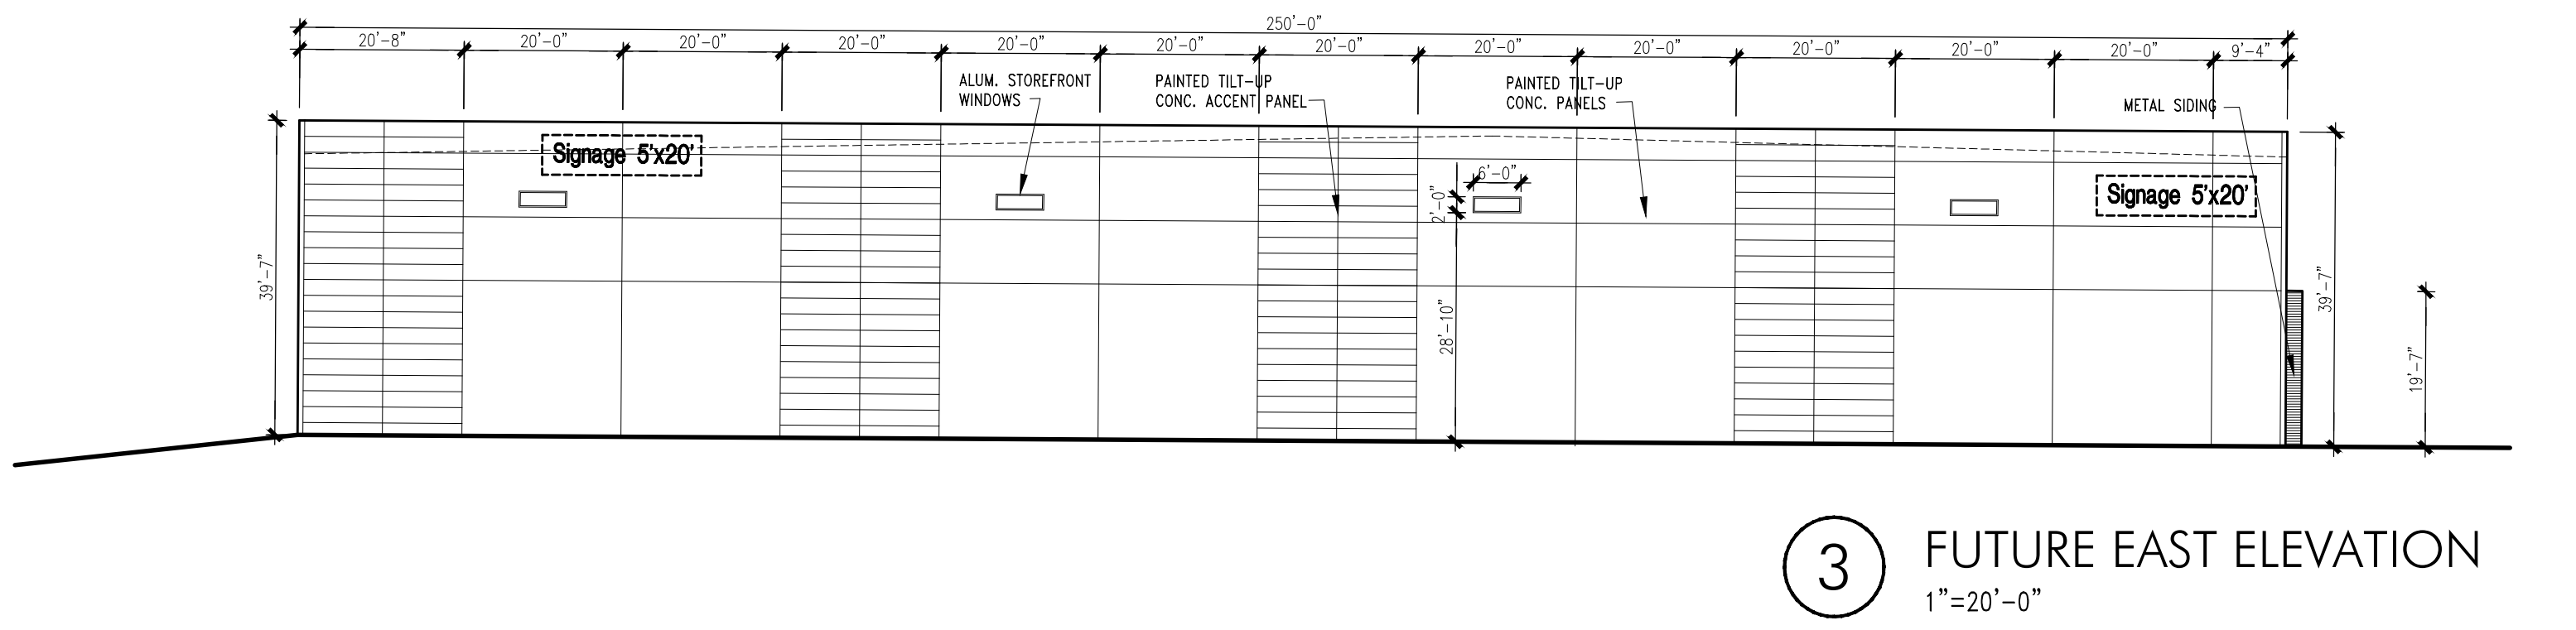 250'-0"
20'-8" 20'-0" 20'-0" 20'-0" 20'-0" 20'-0" 20'-0" 20'-0" 20'-0" 20'-0" 20'-0" 20'-0" 9'-4"
ALUM. STOREFRONT
WINDOWS
PAINTED TILT-UP
CONC. ACCENT PANEL
PAINTED TILT-UP
CONC. PANELS
METAL SIDING
Signage 5'x20'
6'-0"
2'-0"
Signage 5'x20'
39'-7"
28'-10"
39'-7"
19'-7"
3
FUTURE EAST ELEVATION
1"=20'-0"